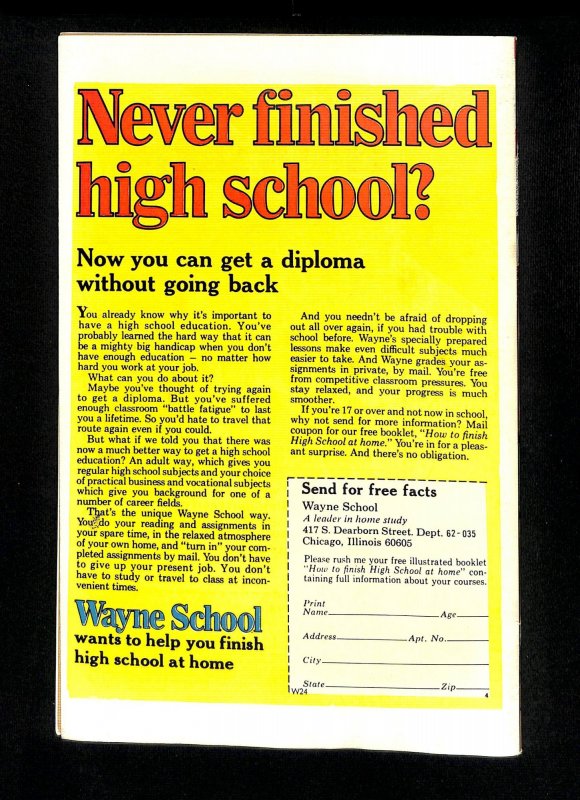 Never finished
high school?
Now you can get a diploma
without going back
You already know why it's important to
have a high school education. You've
probably learned the hard way that it can
be a mighty big handicap when you don't
have enough education – no matter how
hard you work at your job.
What can you do about it?
Maybe you've thought of trying again
to get a diploma. But you've suffered
enough classroom "battle fatigue" to last
you a lifetime. So you'd hate to travel that
route again even if you could.
But what if we told you that there was
now a much better way to get a high school
education? An adult way, which gives you
regular high school subjects and your choice
of practical business and vocational subjects
which give you background for one of a
number of career fields.
That's the unique Wayne School way.
You do your reading and assignments in
your spare time, in the relaxed atmosphere
of your own home, and "turn in" your com-
pleted assignments by mail. You don't have
to give up your present job. You don't
have to study or travel to class at incon-
venient times.
Wayne School
wants to help you finish
high school at home
And you needn't be afraid of dropping
out all over again, if you had trouble with
school before. Wayne's specially prepared
lessons make even difficult subjects much
easier to take. And Wayne grades your as-
signments in private, by mail. You're free
from competitive classroom pressures. You
stay relaxed, and your progress is much
smoother.
If you're 17 or over and not now in school,
why not send for more information? Mail
coupon for our free booklet, "How to finish
High School at home." You're in for a pleas-
ant surprise. And there's no obligation.
Send for free facts
Wayne School
A leader in home study
417 S. Dearborn Street. Dept. 62-035
Chicago, Illinois 60605
Please rush me your free illustrated booklet
"How to finish High School at home" con-
taining full information about your courses.
Print
Name Age
Address Apt. No.
City
State Zip
W24 4